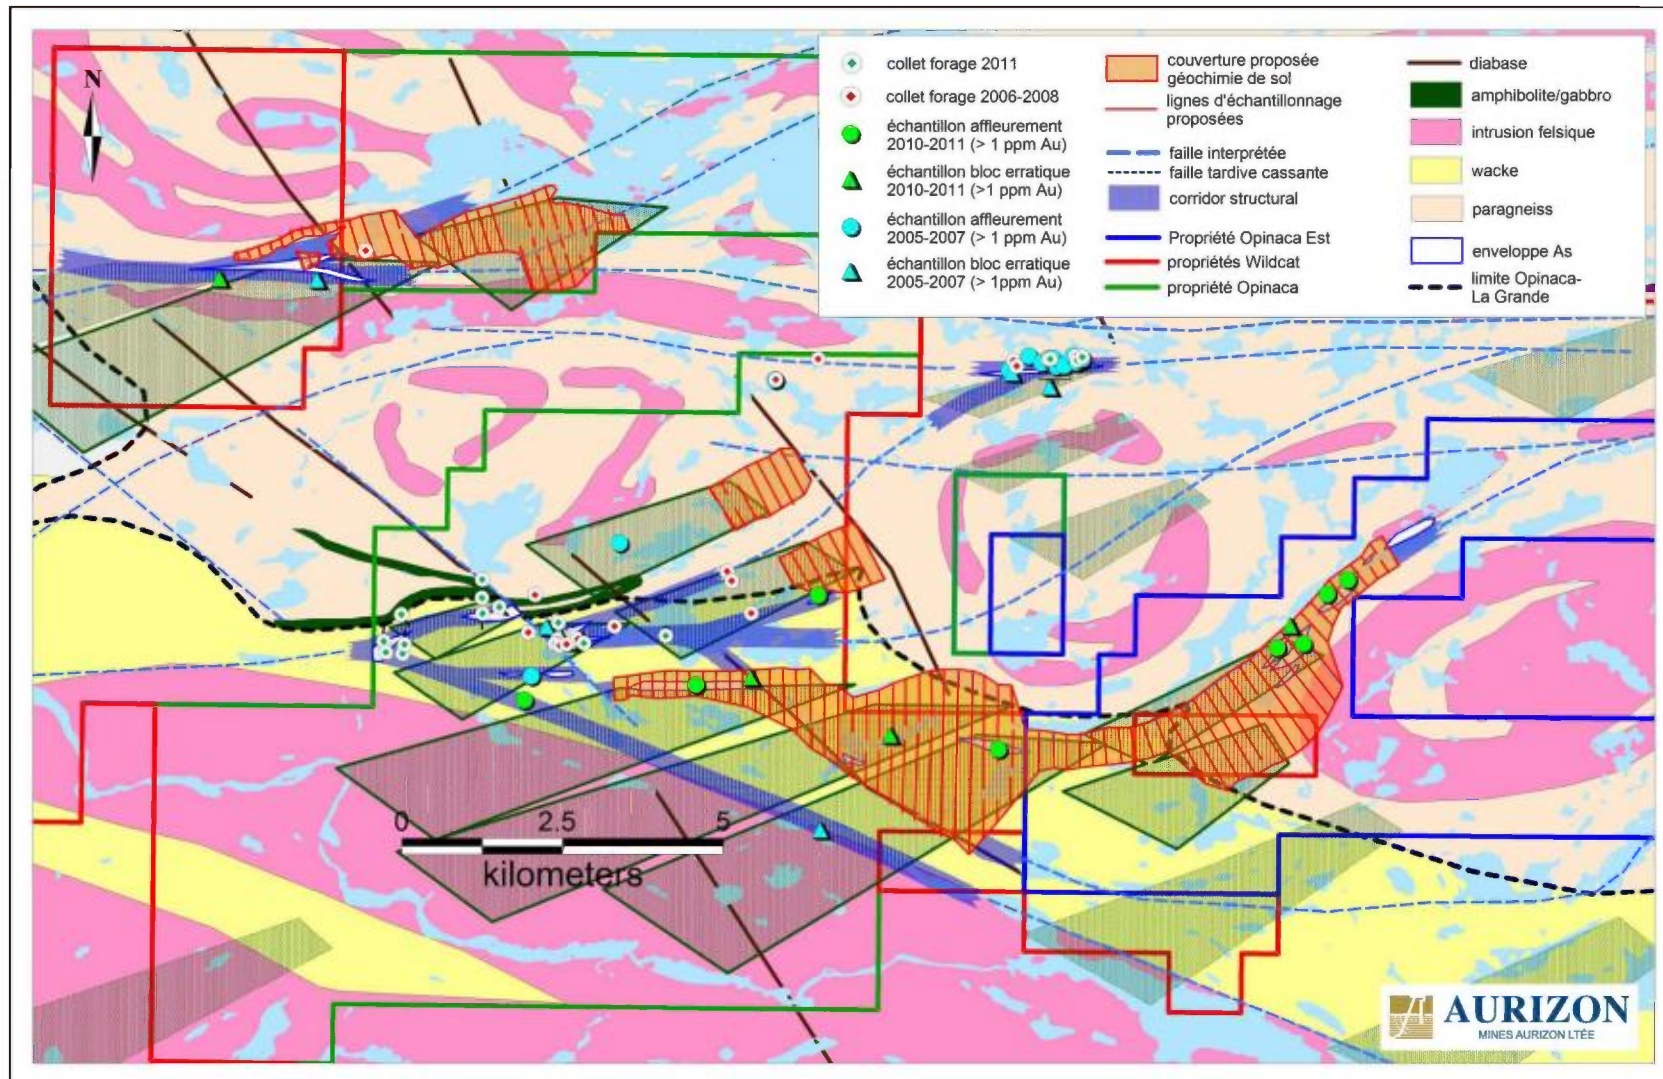 N
collet forage 2011
collet forage 2006-2008
échantillon affleurement
2010-2011 (> 1 ppm Au)
échantillon bloc erratique
2010-2011 (>1 ppm Au)
échantillon affleurement
2005-2007 (> 1 ppm Au)
échantillon bloc erratique
2005-2007 (> 1ppm Au)
couverture proposée
géochimie de sol
lignes d'échantillonnage
proposées
faille interprétée
faille tardive cassante
corridor structural
Propriété Opinaca Est
propriétés Wildcat
propriété Opinaca
diabase
amphibolite/gabbro
intrusion felsique
wacke
paragneiss
enveloppe As
limite Opinaca-
La Grande
0 2.5 5
kilometers
AURIZON
MINES AURIZON LTÉE